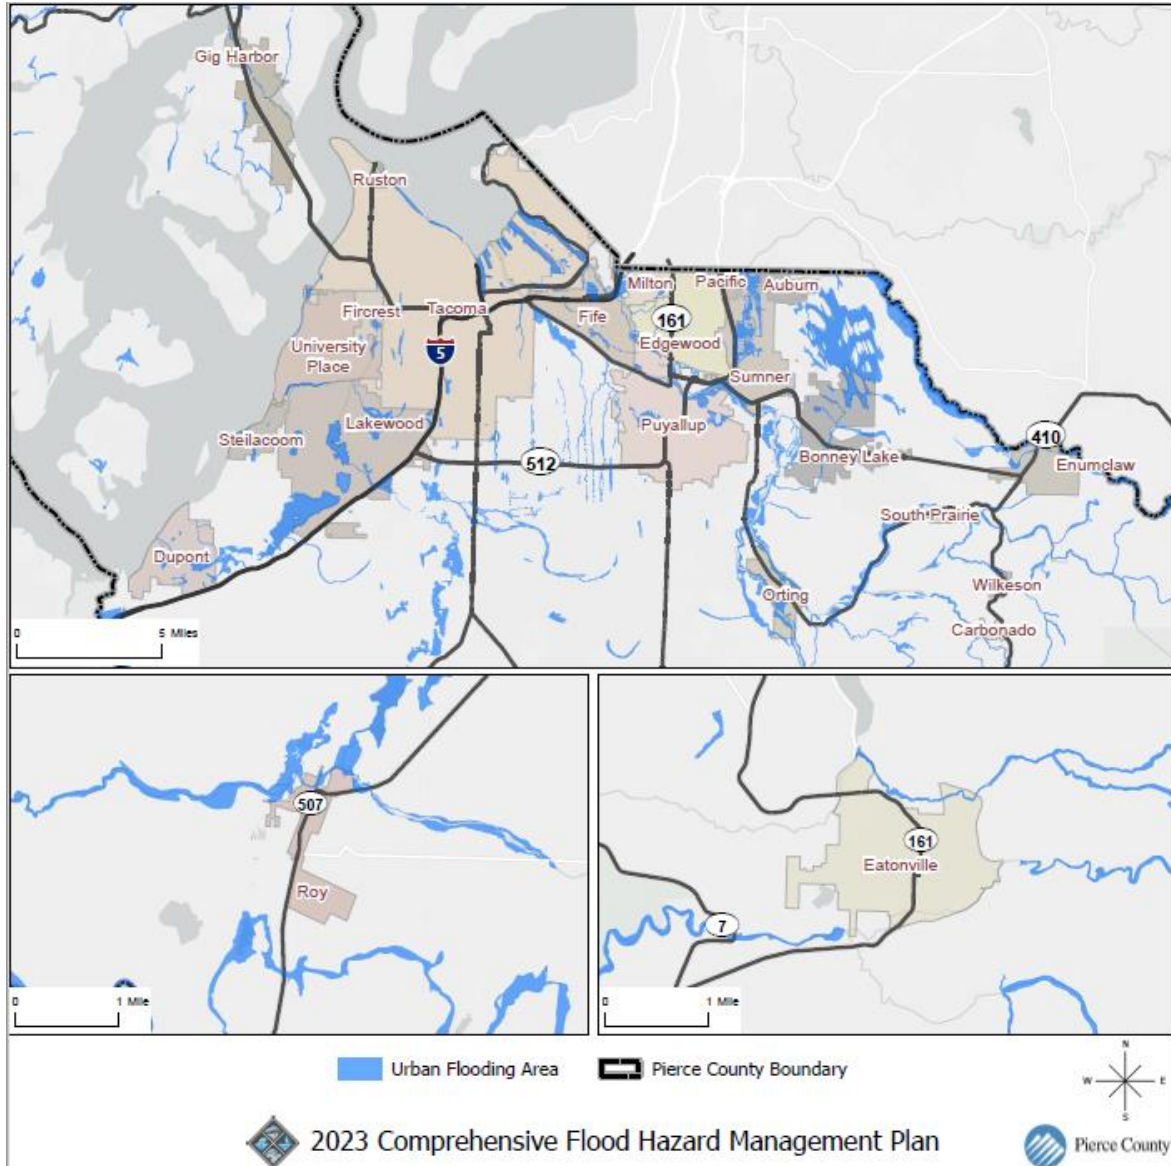 Gig Harbor
Ruston
Milton
Pacific
Auburn
Fircrest
Tacoma
Fife
161
5
University
Place
Edgewood
Sumner
Steilacoom
Lakewood
Puyallup
512
410
Bonney Lake
Enumclaw
South Prairie
Dupont
Orting
Wilkeson
Carbonado
0 5 Miles
507
Roy
0 1 Mile
161
Eatonville
7
0 1 Mile
Urban Flooding Area
Pierce County Boundary
N
W E
S
2023 Comprehensive Flood Hazard Management Plan
Pierce County